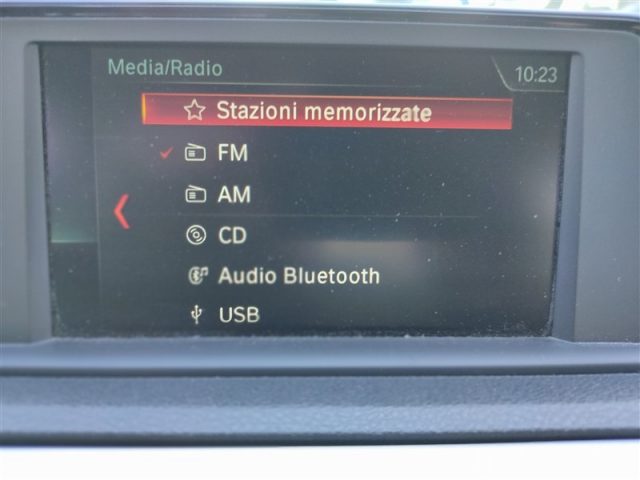 Media/Radio
10:23
Stazioni memorizzate
FM
AM
CD
Audio Bluetooth
USB